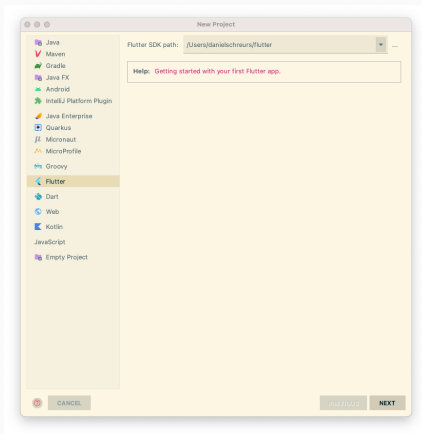 New Project
Java
Maven
Gradle
Java FX
Android
IntelliJ Platform Plugin
Java Enterprise
Quarkus
Micronaut
MicroProfile
Groovy
Flutter
Dart
Web
Kotlin
JavaScript
Empty Project
Flutter SDK path: /Users/danielschreurs/flutter ...
Help: Getting started with your first Flutter app.
? CANCEL NEXT